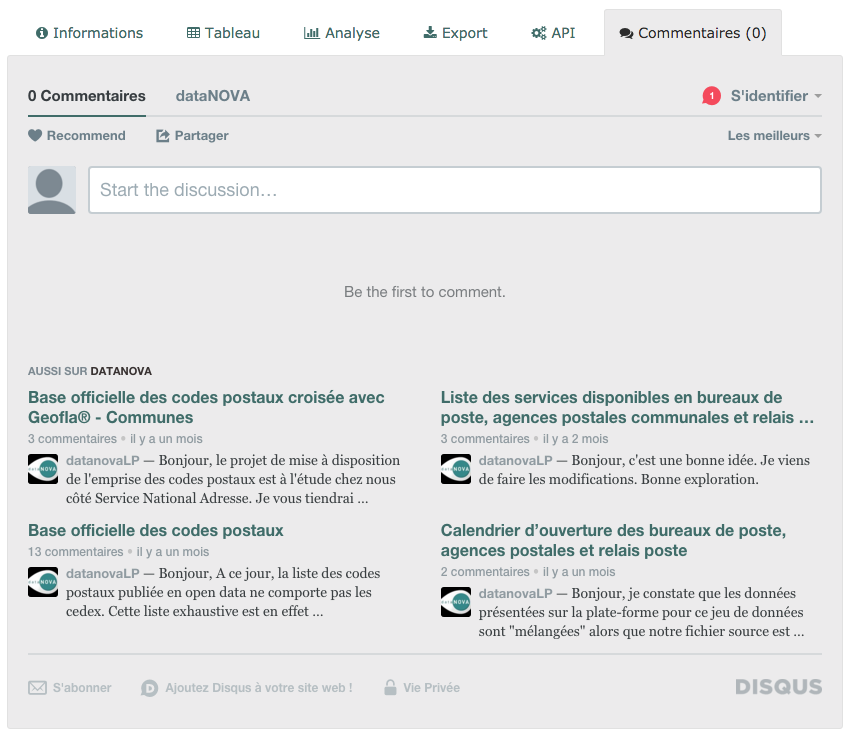 Informations
Tableau
Analyse
Export
API
Commentaires (0)
0 Commentaires
dataNOVA
1
S'identifier
Recommend
Partager
Les meilleurs
Start the discussion…
Be the first to comment.
AUSSI SUR DATANOVA
Base officielle des codes postaux croisée avec
Geofla® - Communes
3 commentaires • il y a un mois
datanovaLP — Bonjour, le projet de mise à disposition
de l'emprise des codes postaux est à l'étude chez nous
côté Service National Adresse. Je vous tiendrai ...
Liste des services disponibles en bureaux de
poste, agences postales communales et relais …
3 commentaires • il y a 2 mois
datanovaLP — Bonjour, c'est une bonne idée. Je viens
de faire les modifications. Bonne exploration.
Base officielle des codes postaux
13 commentaires • il y a un mois
datanovaLP — Bonjour, A ce jour, la liste des codes
postaux publiée en open data ne comporte pas les
cedex. Cette liste exhaustive est en effet ...
Calendrier d’ouverture des bureaux de poste,
agences postales et relais poste
2 commentaires • il y a un mois
datanovaLP — Bonjour, je constate que les données
présentées sur la plate-forme pour ce jeu de données
sont "mélangées" alors que notre fichier source est ...
S'abonner
Ajoutez Disqus à votre site web !
Vie Privée
DISQUS